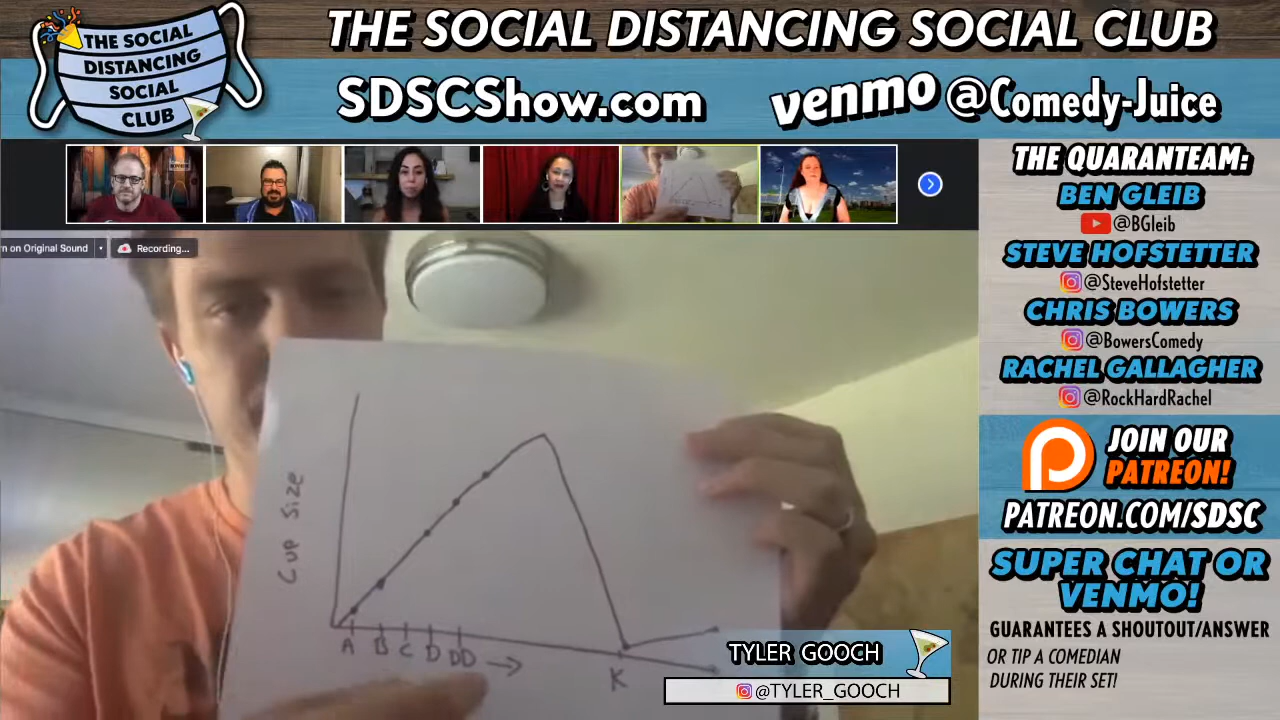 THE SOCIAL
DISTANCING
SOCIAL
CLUB
THE SOCIAL DISTANCING SOCIAL CLUB
SDSCShow.com
venmo @Comedy-Juice
rn on Original Sound
Recording...
Cup Size
A B C D DD → K
TYLER GOOCH
@TYLER_GOOCH
THE QUARANTEAM:
BEN GLEIB
@BGleib
STEVE HOFSTETTER
@SteveHofstetter
CHRIS BOWERS
@BowersComedy
RACHEL GALLAGHER
@RockHardRachel
JOIN OUR
PATREON!
PATREON.COM/SDSC
SUPER CHAT OR
VENMO!
GUARANTEES A SHOUTOUT/ANSWER
OR TIP A COMEDIAN
DURING THEIR SET!